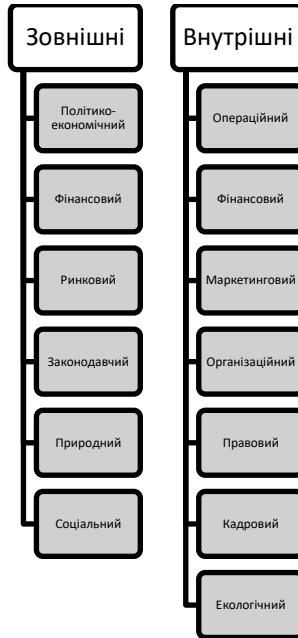 Зовнішні
Політико-
економічний
Фінансовий
Ринковий
Законодавчий
Природний
Соціальний
Внутрішні
Операційний
Фінансовий
Маркетинговий
Організаційний
Правовий
Кадровий
Екологічний